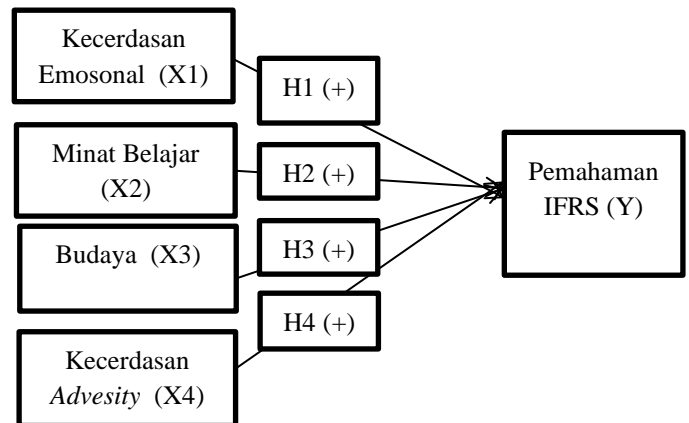 Kecerdasan
Emosonal (X1)
H1 (+)
Minat Belajar
(X2)
H2 (+)
Pemahaman
IFRS (Y)
Budaya (X3)
H3 (+)
H4 (+)
Kecerdasan
Advesity (X4)